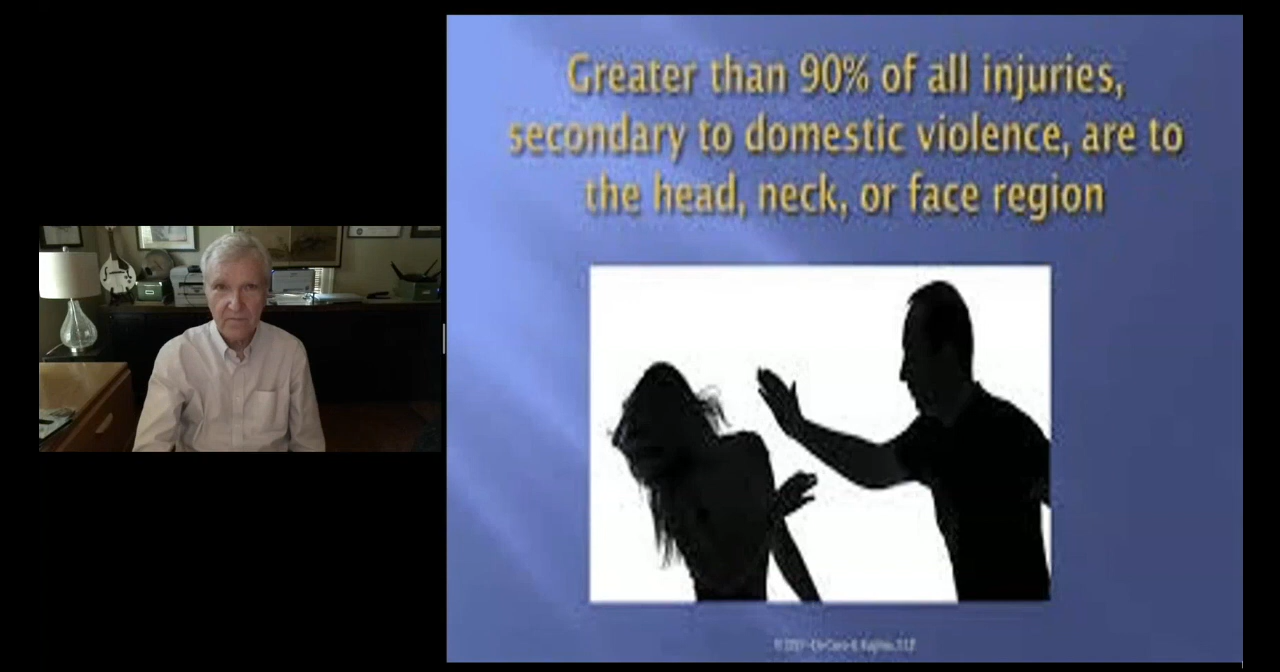 Greater than 90% of all injuries,
secondary to domestic violence, are to
the head, neck, or face region